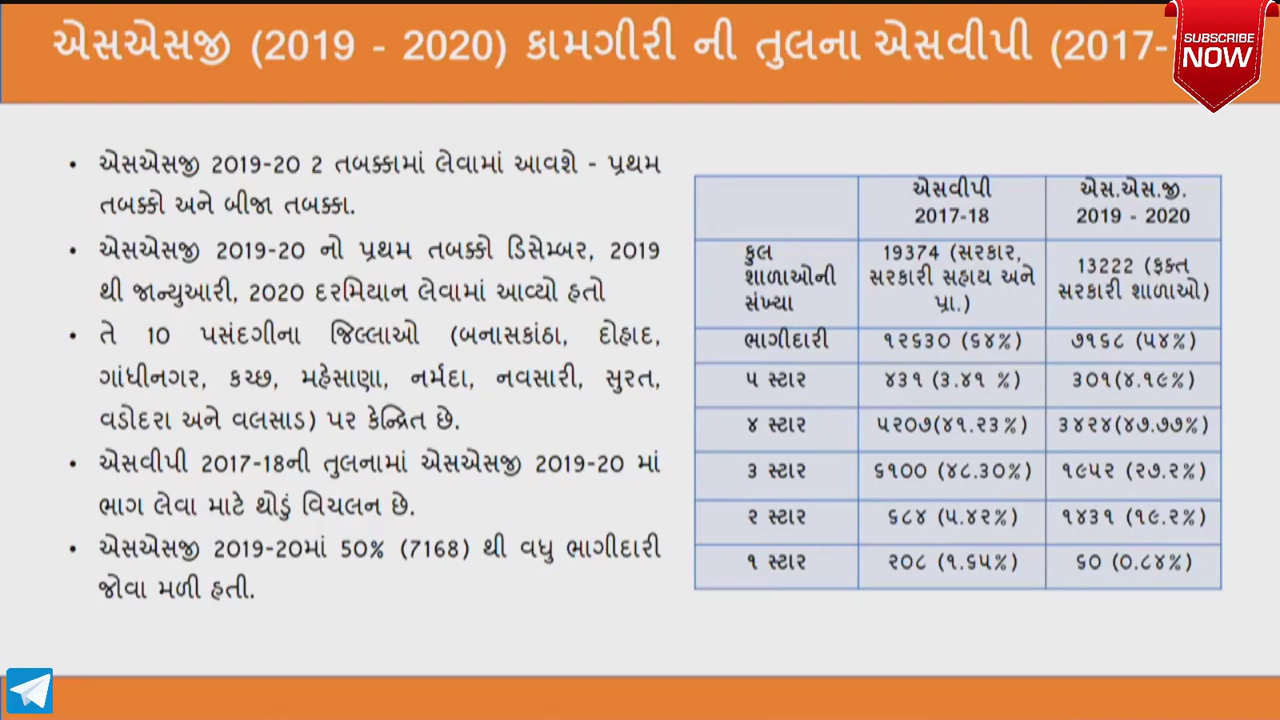 એસએસજી (2019 - 2020) કામગીરી ની તુલના એસવીપી (2017-
SUBSCRIBE
NOW
• એસએસજી 2019-20 2 તબક્કામાં લેવામાં આવશે - પ્રથમ
તબક્કો અને બીજા તબક્કા.
• એસએસજી 2019-20 નો પ્રથમ તબક્કો ડિસેમ્બર, 2019
થી જાન્યુઆરી, 2020 દરમિયાન લેવામાં આવ્યો હતો
• તે 10 પસંદગીના જિલ્લાઓ (બનાસકાંઠા, દોહાદ,
ગાંધીનગર, કચ્છ, મહેસાણા, નર્મદા, નવસારી, સુરત,
વડોદરા અને વલસાડ) પર કેન્દ્રિત છે.
• એસવીપી 2017-18ની તુલનામાં એસએસજી 2019-20 માં
ભાગ લેવા માટે થોડું વિચલન છે.
• એસએસજી 2019-20માં 50% (7168) થી વધુ ભાગીદારી
જોવા મળી હતી.
એસવીપી એસ.એસ.જી.
2017-18 2019 - 2020
કુલ
શાળાઓની
સંખ્યા
19374 (સરકાર,
સરકારી સહાય અને
પ્રા.)
13222 (ફક્ત
સરકારી શાળાઓ)
ભાગીદારી ૧૨૬૩૦ (૬૪%) ૭૧૬૮ (૫૪%)
૫ સ્ટાર ૪૩૧ (૩.૪૧ %) ૩૦૧(૪.૧૯%)
૪ સ્ટાર ૫૨૦૭(૪૧.૨૩%) ૩૪૨૪(૪૭.૭૭%)
૩ સ્ટાર ૬૧૦૦ (૪૮.૩૦%) ૧૯૫૨ (૨૭.૨%)
૨ સ્ટાર ૬૮૪ (૫.૪૨%) ૧૪૩૧ (૧૯.૨%)
૧ સ્ટાર ૨૦૮ (૧.૬૫%) ૬૦ (૦.૮૪%)